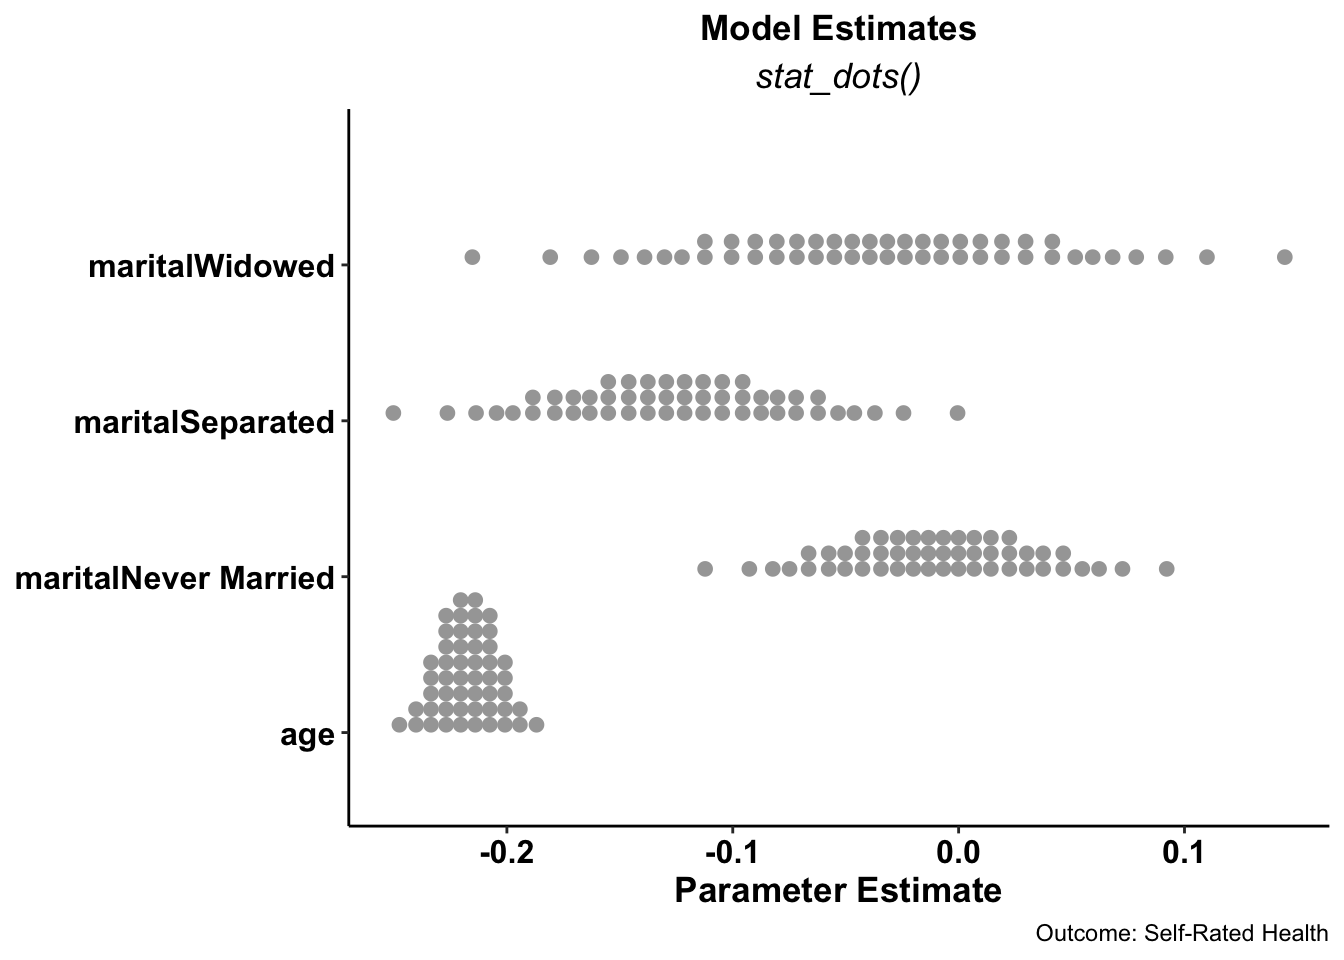 Model Estimates
stat_dots()
maritalWidowed
maritalSeparated
maritalNever Married
age
-0.2 -0.1 0.0 0.1
Parameter Estimate
Outcome: Self-Rated Health